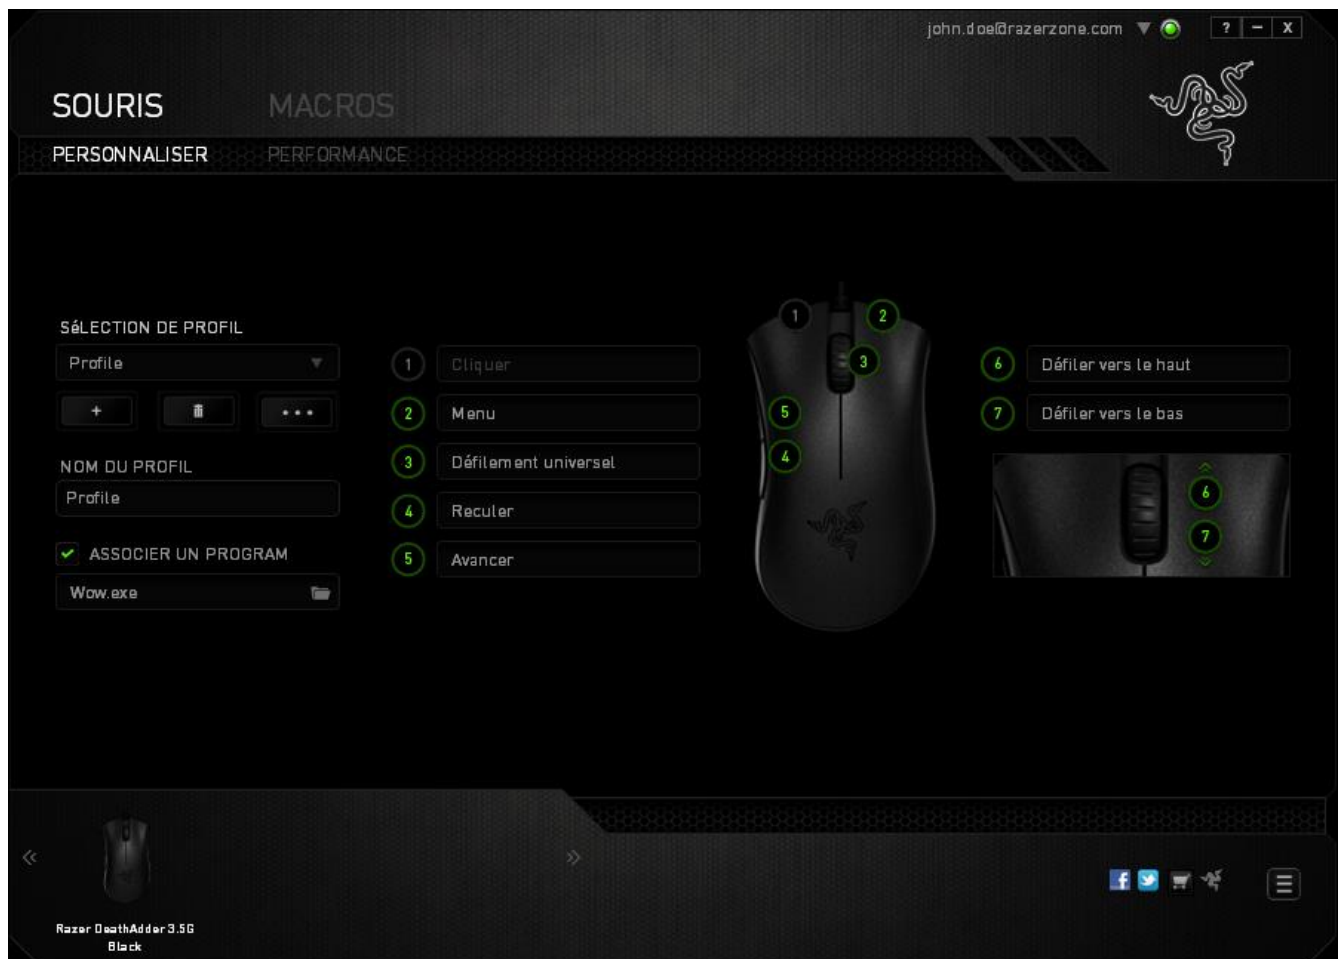 john.doe@razerzone.com
? – X
SOURIS
MACROS
PERSONNALISER
PERFORMANCE
SéLECTION DE PROFIL
Profile
+
NOM DU PROFIL
Profile
ASSOCIER UN PROGRAM
Wow.exe
1 Cliquer
2 Menu
3 Défilement universel
4 Reculer
5 Avancer
1
2
3
5
4
6 Défiler vers le haut
7 Défiler vers le bas
6
7
Razer DeathAdder 3.5G
Black